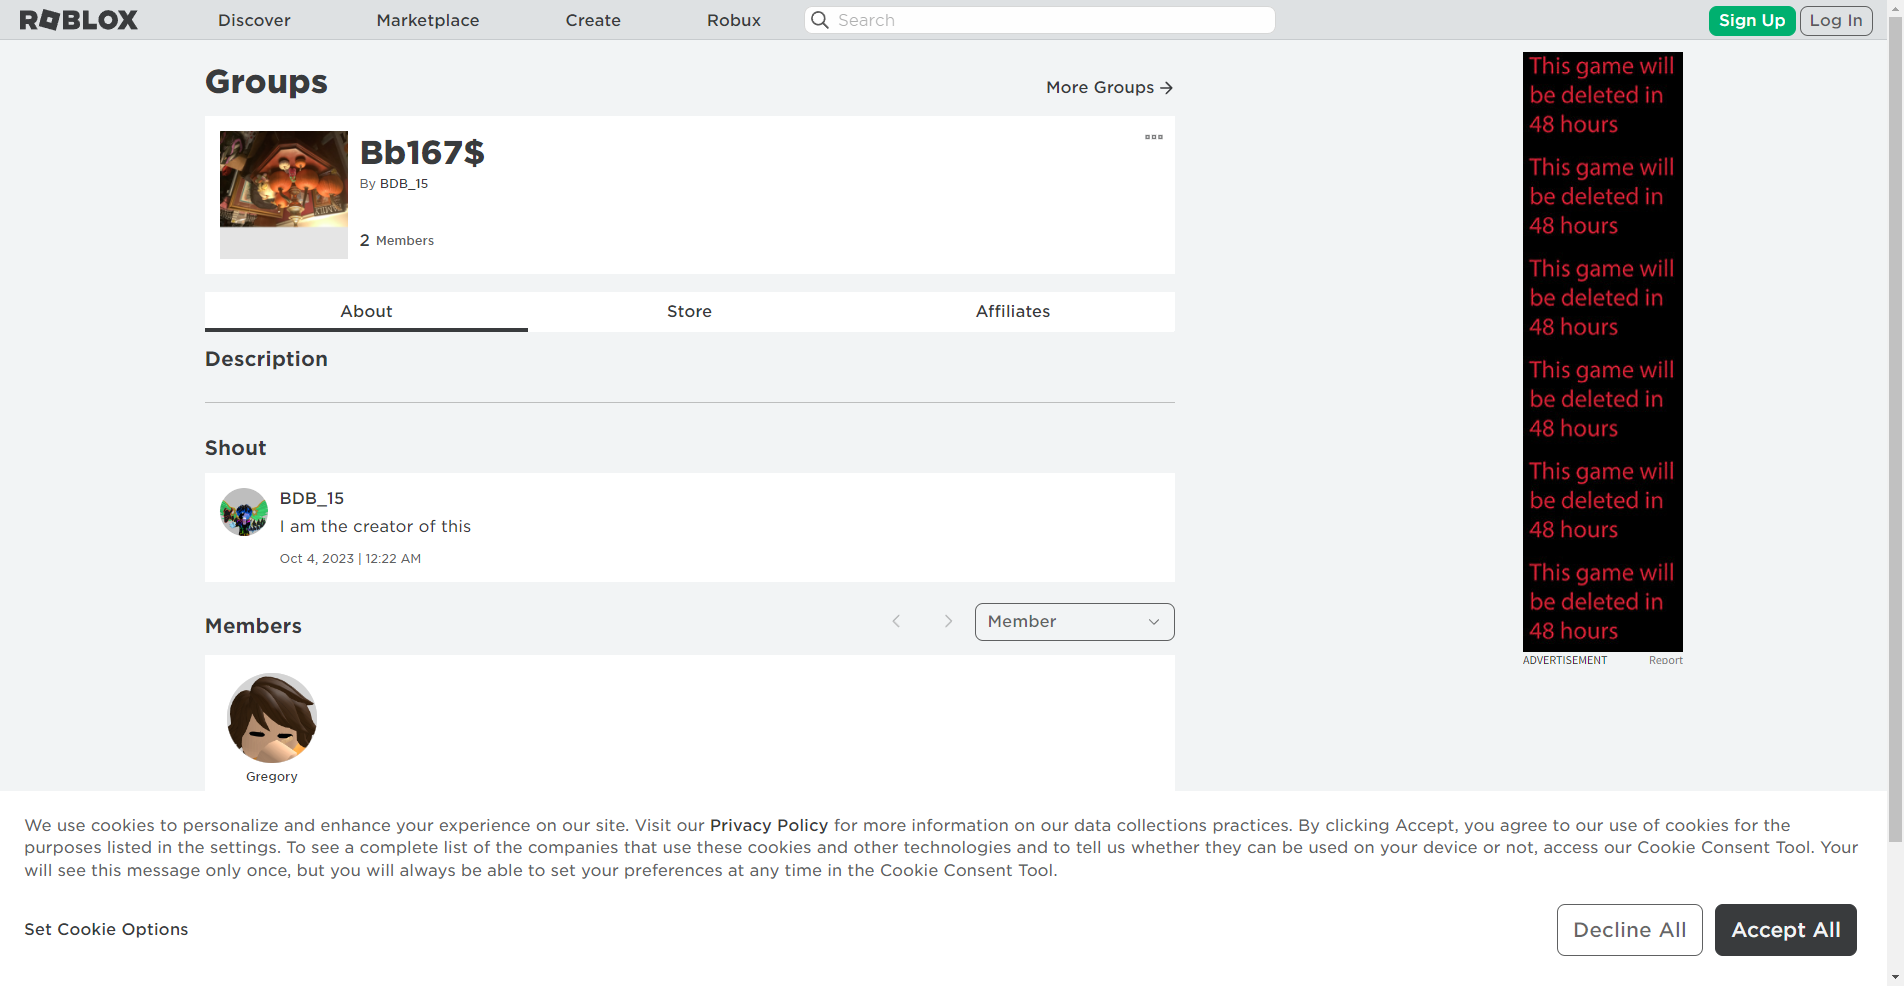 ROBLOX
Discover
Marketplace
Create
Robux
Search
Sign Up
Log In
Groups
More Groups
Bb167$
By BDB_15
2 Members
About
Store
Affiliates
Description
Shout
BDB_15
I am the creator of this
Oct 4, 2023 | 12:22 AM
Members
Member
Gregory
This game will
be deleted in
48 hours
This game will
be deleted in
48 hours
This game will
be deleted in
48 hours
This game will
be deleted in
48 hours
This game will
be deleted in
48 hours
This game will
be deleted in
48 hours
ADVERTISEMENT
Report
We use cookies to personalize and enhance your experience on our site. Visit our Privacy Policy for more information on our data collections practices. By clicking Accept, you agree to our use of cookies for the
purposes listed in the settings. To see a complete list of the companies that use these cookies and other technologies and to tell us whether they can be used on your device or not, access our Cookie Consent Tool. Your
will see this message only once, but you will always be able to set your preferences at any time in the Cookie Consent Tool.
Set Cookie Options
Decline All
Accept All